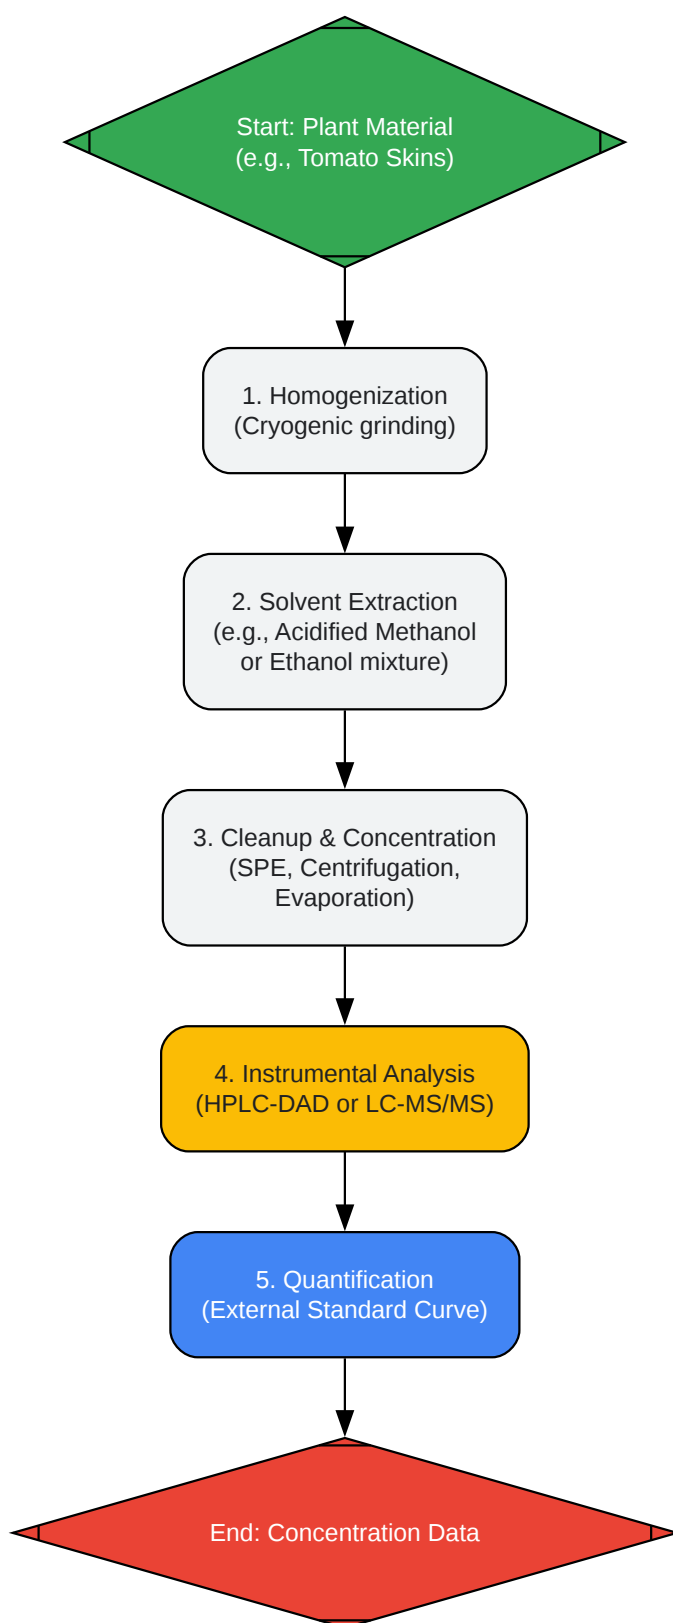 Start: Plant Material
(e.g., Tomato Skins)
1. Homogenization
(Cryogenic grinding)
2. Solvent Extraction
(e.g., Acidified Methanol
or Ethanol mixture)
3. Cleanup & Concentration
(SPE, Centrifugation,
Evaporation)
4. Instrumental Analysis
(HPLC-DAD or LC-MS/MS)
5. Quantification
(External Standard Curve)
End: Concentration Data